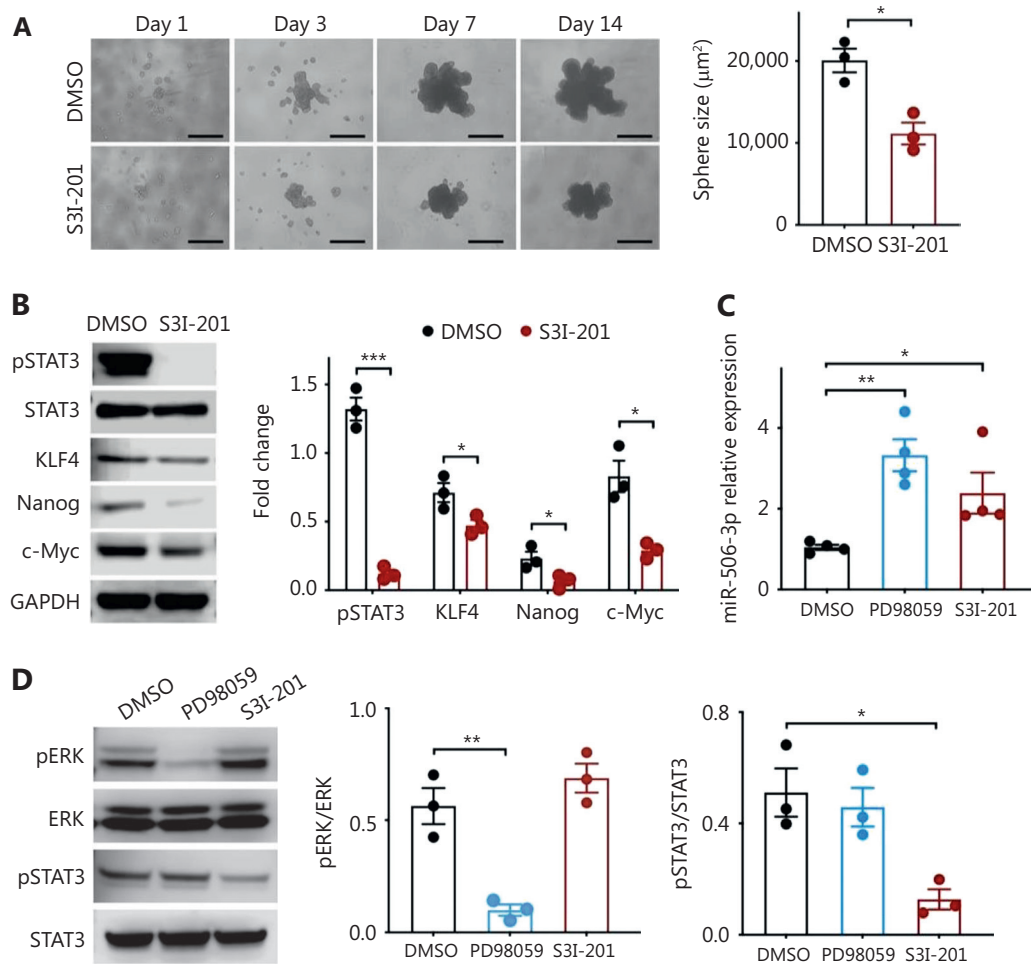 A
Day 1 Day 3 Day 7 Day 14
DMSO
S3I-201
Sphere size (μm²)
20,000
10,000
0
*
DMSO S3I-201
B
DMSO S3I-201
pSTAT3
STAT3
KLF4
Nanog
c-Myc
GAPDH
DMSO S3I-201
Fold change
1.5
1.0
0.5
0.0
***
*
*
*
pSTAT3 KLF4 Nanog c-Myc
C
miR-506-3p relative expression
4
2
0
*
**
DMSO PD98059 S3I-201
D
DMSO PD98059 S3I-201
pERK
ERK
pSTAT3
STAT3
pERK/ERK
1.0
0.5
0.0
**
DMSO PD98059 S3I-201
pSTAT3/STAT3
0.8
0.4
0.0
*
DMSO PD98059 S3I-201